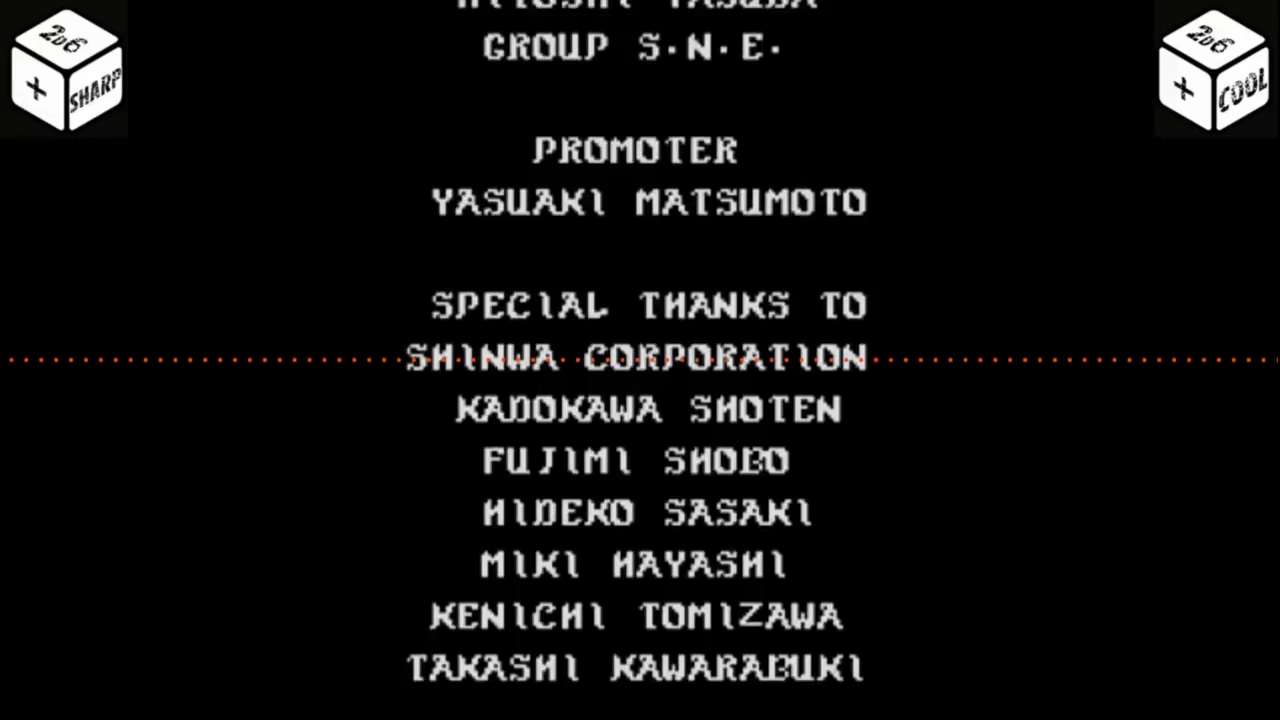 2D6
+
SHARP
2D6
+
COOL
GROUP S.N.E.
PROMOTER
YASUAKI MATSUMOTO
SPECIAL THANKS TO
SHINWA CORPORATION
KADOKAWA SHOTEN
FUJIMI SHOBO
HIDEKO SASAKI
MIKI HAYASHI
KENICHI TOMIZAWA
TAKASHI KAWARABUKI